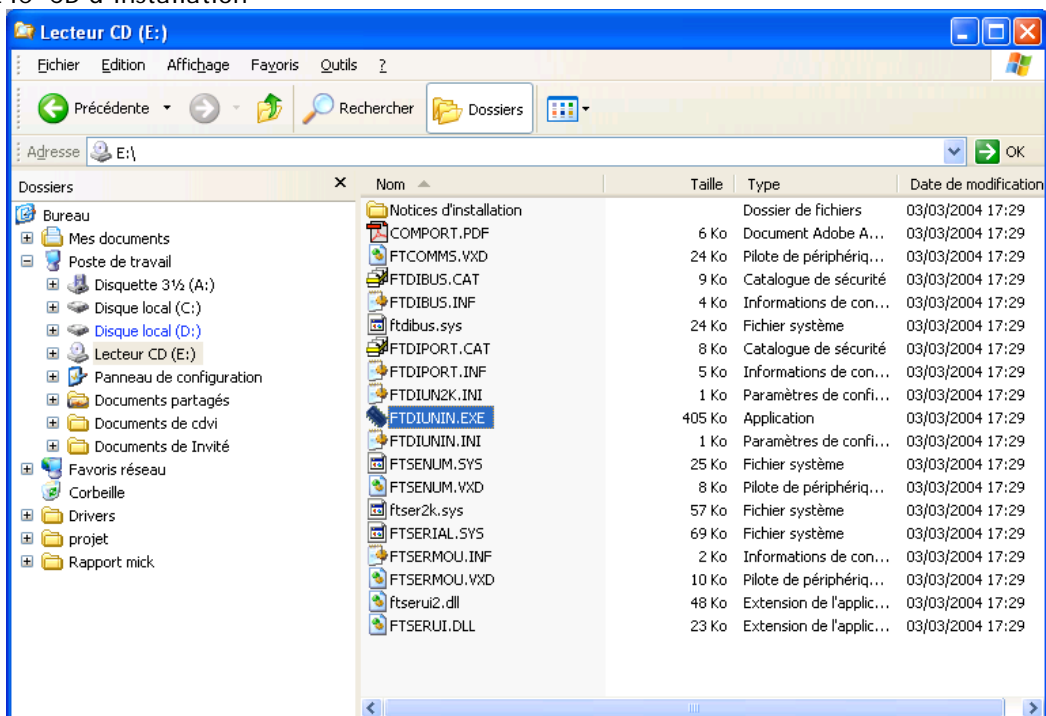 CD d'installation
Lecteur CD (E:)
Fichier Edition Affichage Favoris Outils ?
Précédente Rechercher Dossiers
Adresse E:\ OK
Dossiers
Bureau
Mes documents
Poste de travail
Disquette 3½ (A:)
Disque local (C:)
Disque local (D:)
Lecteur CD (E:)
Panneau de configuration
Documents partagés
Documents de cdvi
Documents de Invité
Favoris réseau
Corbeille
Drivers
projet
Rapport mick
Nom Taille Type Date de modification
Notices d'installation Dossier de fichiers 03/03/2004 17:29
COMPORT.PDF 6 Ko Document Adobe A... 03/03/2004 17:29
FTCOMMS.VXD 24 Ko Pilote de périphériq... 03/03/2004 17:29
FTDIBUS.CAT 9 Ko Catalogue de sécurité 03/03/2004 17:29
FTDIBUS.INF 4 Ko Informations de con... 03/03/2004 17:29
ftdibus.sys 24 Ko Fichier système 03/03/2004 17:29
FTDIPORT.CAT 8 Ko Catalogue de sécurité 03/03/2004 17:29
FTDIPORT.INF 5 Ko Informations de con... 03/03/2004 17:29
FTDIUN2K.INI 1 Ko Paramètres de confi... 03/03/2004 17:29
FTDIUNIN.EXE 405 Ko Application 03/03/2004 17:29
FTDIUNIN.INI 1 Ko Paramètres de confi... 03/03/2004 17:29
FTSENUM.SYS 25 Ko Fichier système 03/03/2004 17:29
FTSENUM.VXD 8 Ko Pilote de périphériq... 03/03/2004 17:29
ftser2k.sys 57 Ko Fichier système 03/03/2004 17:29
FTSERIAL.SYS 69 Ko Fichier système 03/03/2004 17:29
FTSERMOU.INF 2 Ko Informations de con... 03/03/2004 17:29
FTSERMOU.VXD 10 Ko Pilote de périphériq... 03/03/2004 17:29
ftserui2.dll 48 Ko Extension de l'applic... 03/03/2004 17:29
FTSERUI.DLL 23 Ko Extension de l'applic... 03/03/2004 17:29